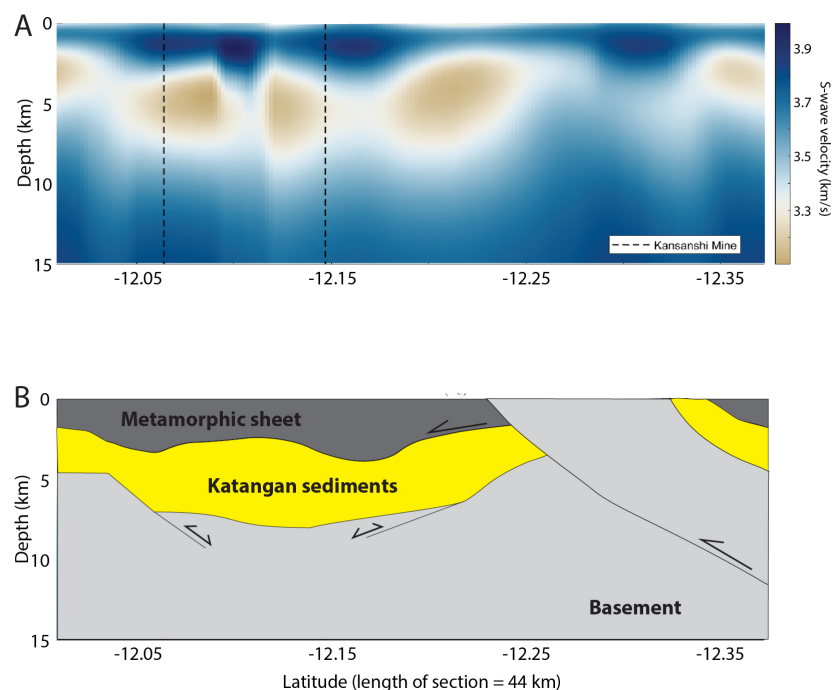 A
0
5
10
15
Depth (km)
-12.05
-12.15
-12.25
-12.35
Kansanshi Mine
3.9
3.7
3.5
3.3
S-wave velocity (km/s)
B
0
5
10
15
Depth (km)
Metamorphic sheet
Katangan sediments
Basement
-12.05
-12.15
-12.25
-12.35
Latitude (length of section = 44 km)